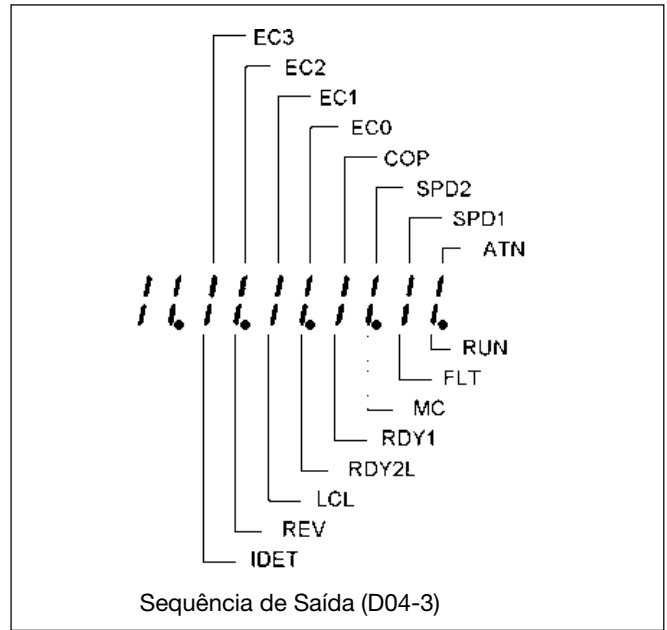 EC3
EC2
EC1
EC0
COP
SPD2
SPD1
ATN
RUN
FLT
MC
RDY1
RDY2L
LCL
REV
IDET
Sequência de Saída (D04-3)